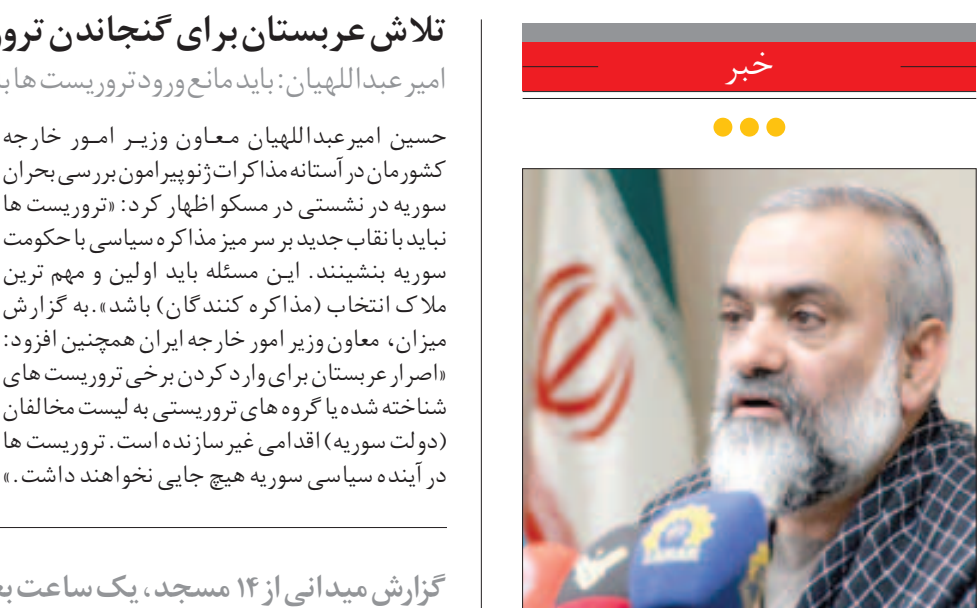 خبر
تلاش عربستان برای گنجاندن
امیرعبداللهیان: باید مانع ورود تروریست‌ها
حسین امیرعبداللهیان معاون وزیر امور خارجه
کشورمان در آستانه مذاکرات ژنو پیرامون بررسی بحران
سوریه در نشستی در مسکو اظهار کرد: «تروریست ها
نباید با نقاب جدید بر سر میز مذاکره سیاسی با حکومت
سوریه بنشینند. این مسئله باید اولین و مهم ترین
ملاک انتخاب (مذاکره کنندگان) باشد».به گزارش
میزان، معاون وزیر امور خارجه ایران همچنین افزود:
«اصرار عربستان برای وارد کردن برخی تروریست های
شناخته شده یا گروه های تروریستی به لیست مخالفان
(دولت سوریه) اقدامی غیرسازنده است. تروریست ها
در آینده سیاسی سوریه هیچ جایی نخواهند داشت.»
گزارش میدانی از ۱۴ مسجد، یک ساعت